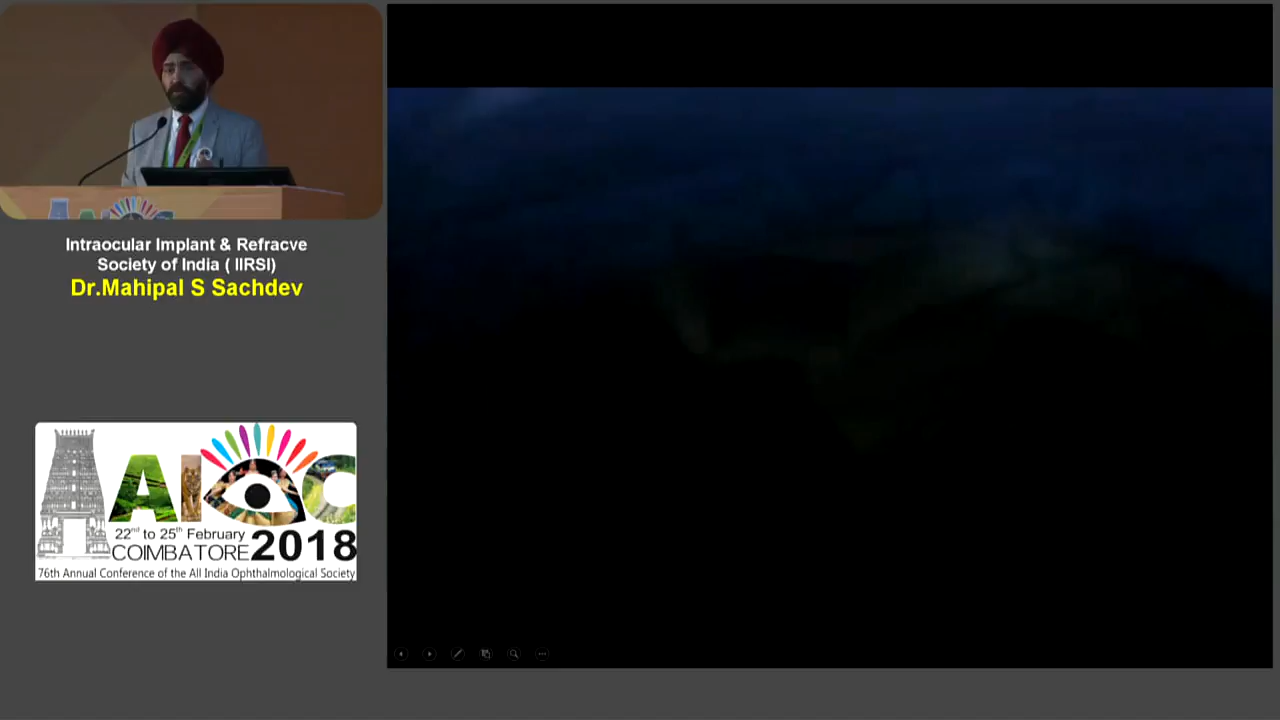 Intraocular Implant & Refracve
Society of India ( IIRSI)
Dr.Mahipal S Sachdev
AIOC
22nd to 25th February
COIMBATORE 2018
76th Annual Conference of the All India Ophthalmological Society